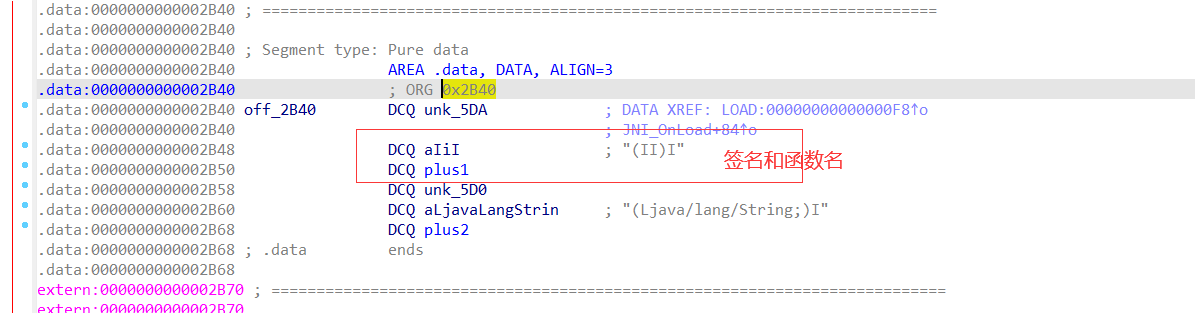 .data:0000000000002B40 ; ===========================================================================
.data:0000000000002B40
.data:0000000000002B40 ; Segment type: Pure data
.data:0000000000002B40 AREA .data, DATA, ALIGN=3
.data:0000000000002B40 ; ORG 0x2B40
.data:0000000000002B40 off_2B40 DCQ unk_5DA ; DATA XREF: LOAD:00000000000000F8↑o
.data:0000000000002B40 ; JNI_OnLoad+84↑o
.data:0000000000002B48 DCQ aIiI ; "(II)I"
签名和函数名
.data:0000000000002B50 DCQ plus1
.data:0000000000002B58 DCQ unk_5D0
.data:0000000000002B60 DCQ aLjavaLangStrin ; "(Ljava/lang/String;)I"
.data:0000000000002B68 DCQ plus2
.data:0000000000002B68 ; .data ends
.data:0000000000002B68
extern:0000000000002B70 ; ===========================================================================
extern:0000000000002B70